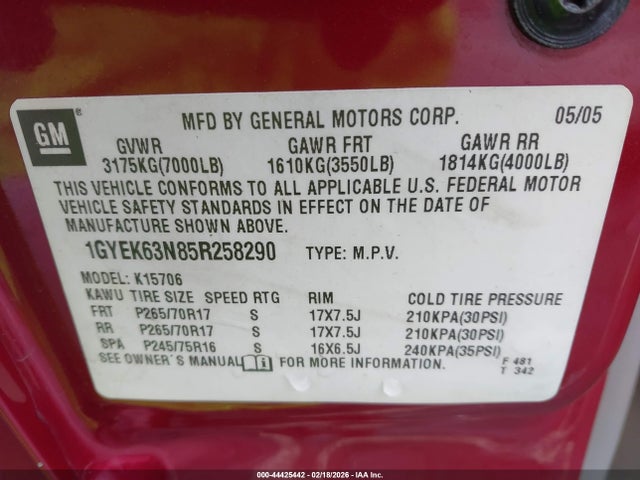 GM ®
MFD BY GENERAL MOTORS CORP. 05/05
GVWR GAWR FRT GAWR RR
3175KG(7000LB) 1610KG(3550LB) 1814KG(4000LB)
THIS VEHICLE CONFORMS TO ALL APPLICABLE U.S. FEDERAL MOTOR
VEHICLE SAFETY STANDARDS IN EFFECT ON THE DATE OF
MANUFACTURE SHOWN ABOVE.
1GYEK63N85R258290 TYPE: M.P.V.
MODEL: K15706
KAWU TIRE SIZE SPEED RTG RIM COLD TIRE PRESSURE
FRT P265/70R17 S 17X7.5J 210KPA(30PSI)
RR P265/70R17 S 17X7.5J 210KPA(30PSI)
SPA P245/75R16 S 16X6.5J 240KPA(35PSI)
SEE OWNER'S MANUAL i FOR MORE INFORMATION. F 481
T 342
000-44425442 - 02/18/2026 - IAA Inc.